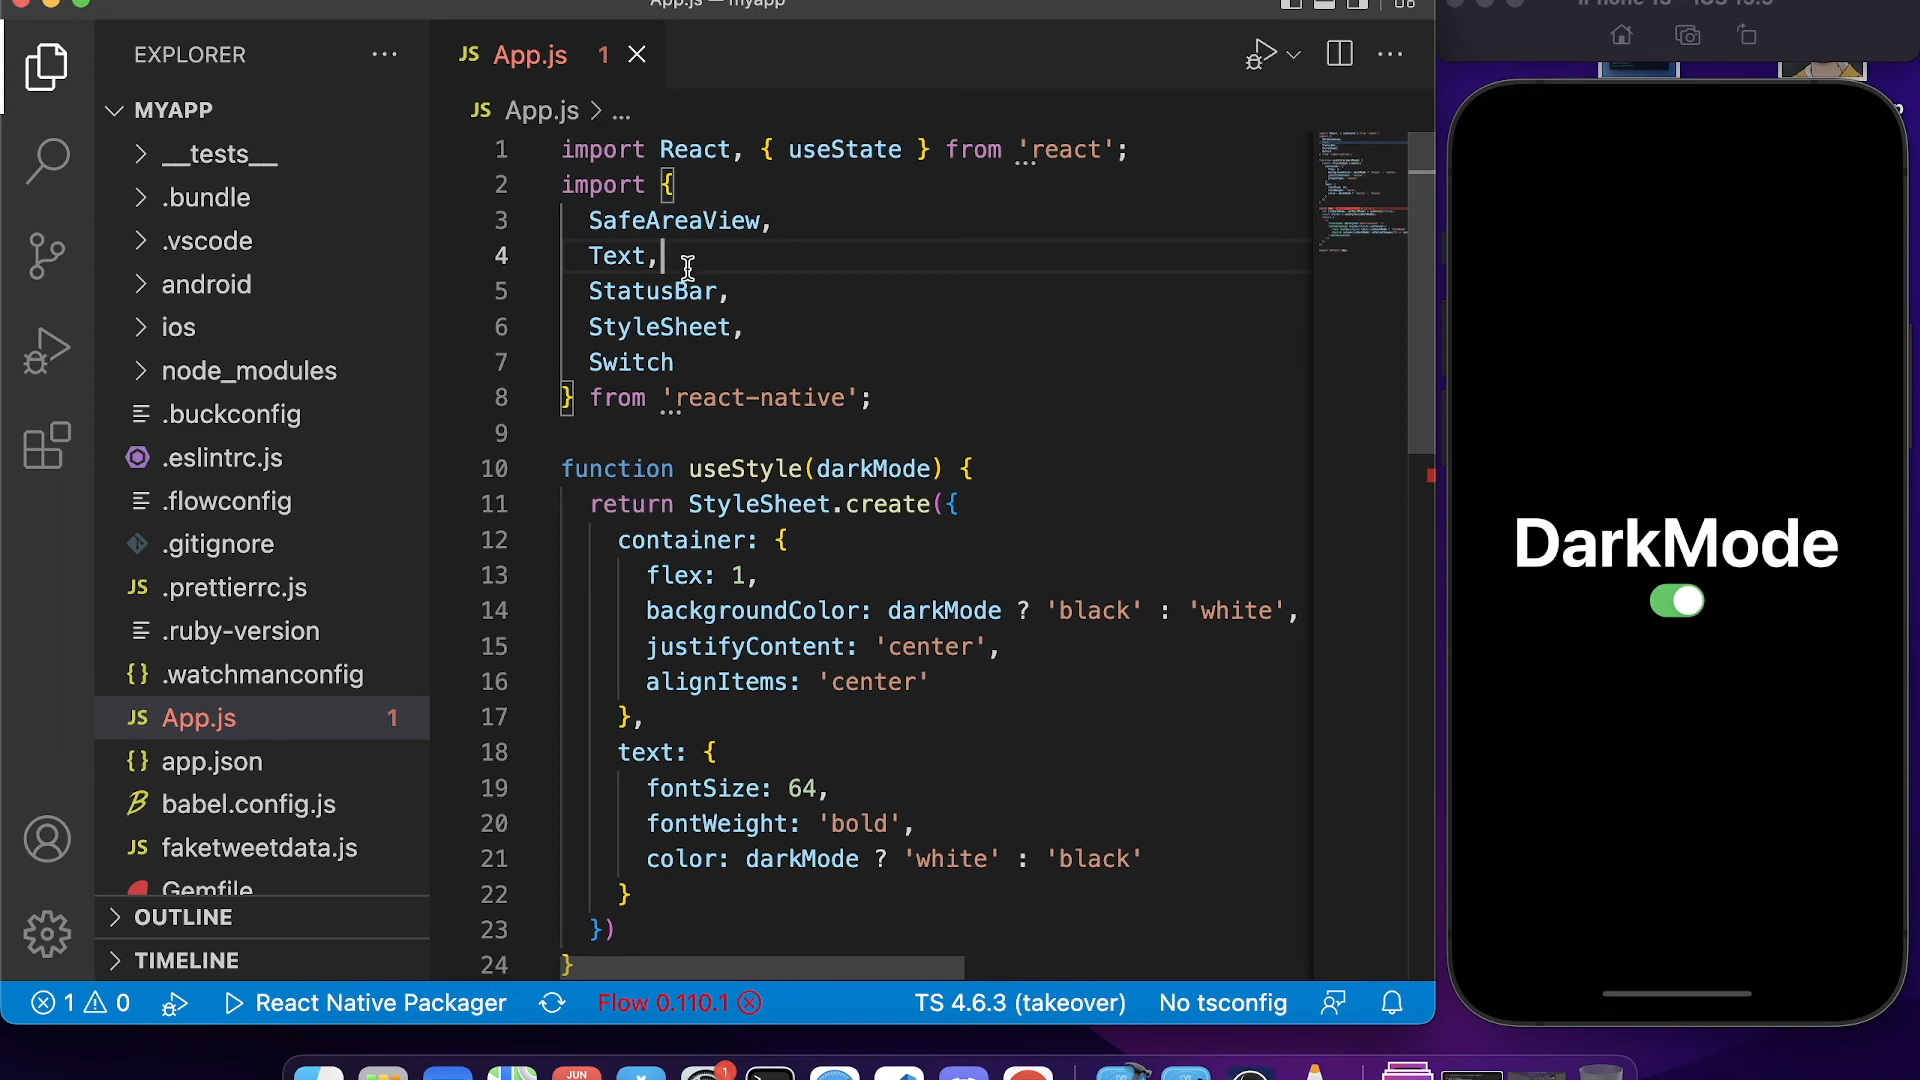 App.js — myapp
EXPLORER
MYAPP
__tests__
.bundle
.vscode
android
ios
node_modules
.buckconfig
.eslintrc.js
.flowconfig
.gitignore
JS .prettierrc.js
.ruby-version
{} .watchmanconfig
JS App.js 1
{} app.json
babel.config.js
JS faketweetdata.js
Gemfile
OUTLINE
TIMELINE
JS App.js 1
JS App.js > ...
1 import React, { useState } from 'react';
2 import {
3 SafeAreaView,
4 Text,
5 StatusBar,
6 StyleSheet,
7 Switch
8 } from 'react-native';
9
10 function useStyle(darkMode) {
11 return StyleSheet.create({
12 container: {
13 flex: 1,
14 backgroundColor: darkMode ? 'black' : 'white',
15 justifyContent: 'center',
16 alignItems: 'center'
17 },
18 text: {
19 fontSize: 64,
20 fontWeight: 'bold',
21 color: darkMode ? 'white' : 'black'
22 }
23 })
24 }
1 0 React Native Packager Flow 0.110.1 TS 4.6.3 (takeover) No tsconfig
DarkMode
JUN
1